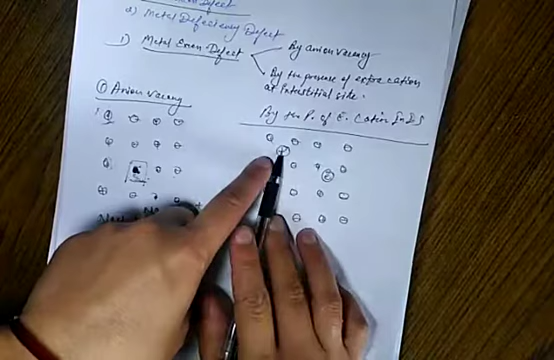 Defect
2) Metal Deficiency Defect
1) Metal Excess Defect
By anion vacancy
By the presence of extra cation
at Interstitial site.
① Anion vacancy
By the P. of E. Cation In I.S